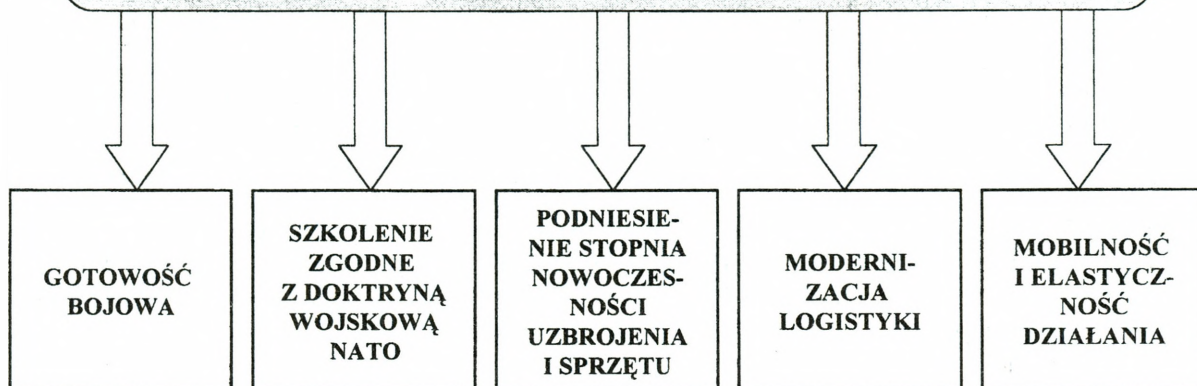 GOTOWOŚĆ
BOJOWA
SZKOLENIE
ZGODNE
Z DOKTRYNĄ
WOJSKOWĄ
NATO
PODNIESIE-
NIE STOPNIA
NOWOCZES-
NOŚCI
UZBROJENIA
I SPRZĘTU
MODERNI-
ZACJA
LOGISTYKI
MOBILNOŚĆ
I ELASTYCZ-
NOŚĆ
DZIAŁANIA